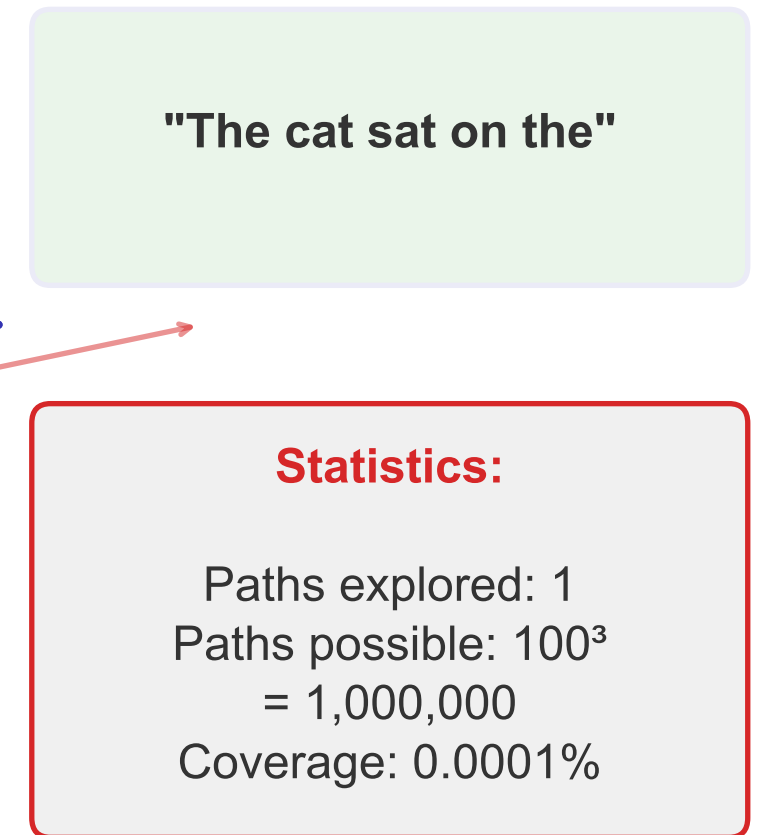 "The cat sat on the"
Statistics:
Paths explored: 1
Paths possible: 100³
= 1,000,000
Coverage: 0.0001%